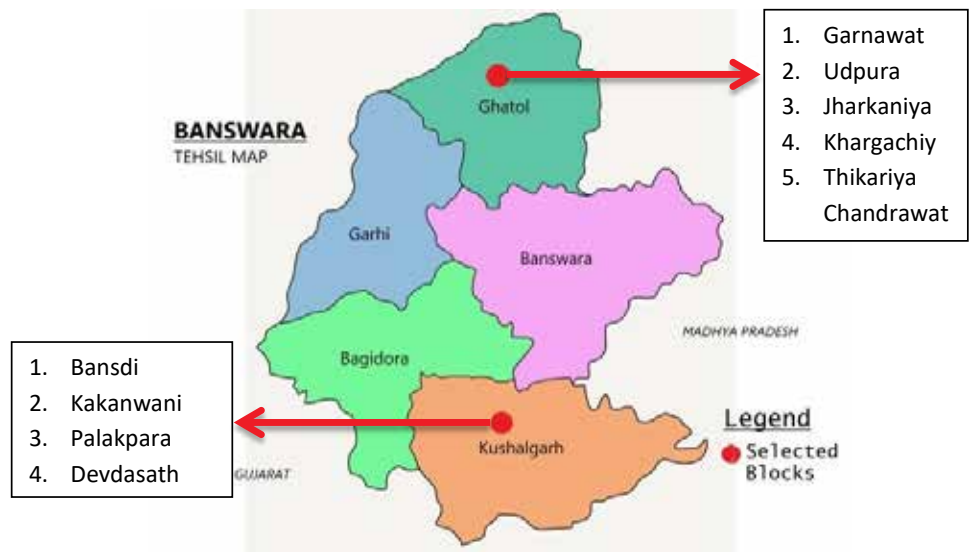 1. Garnawat
2. Udpura
3. Jharkaniya
4. Khargachiy
5. Thikariya
Chandrawat
Ghatol
BANSWARA
TEHSIL MAP
Garhi
Banswara
MADHYA PRADESH
Bagidora
1. Bansdi
2. Kakanwani
3. Palakpara
4. Devdasath
Kushalgarh
GUJARAT
Legend
Selected
Blocks